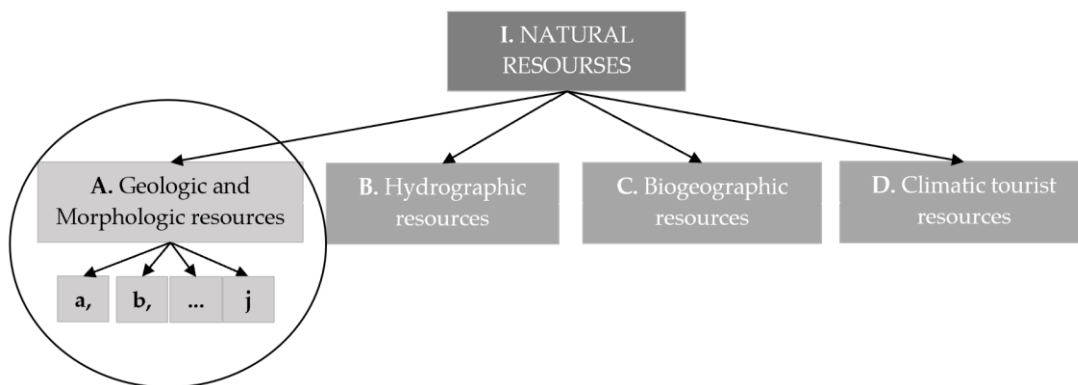 I. NATURAL
RESOURSES
A. Geologic and
Morphologic resources
B. Hydrographic
resources
C. Biogeographic
resources
D. Climatic tourist
resources
a,
b,
...
j